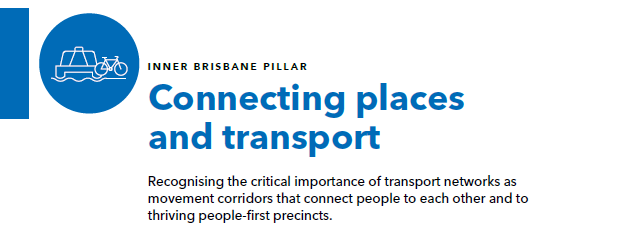 INNER BRISBANE PILLAR
Connecting places
and transport
Recognising the critical importance of transport networks as
movement corridors that connect people to each other and to
thriving people-first precincts.